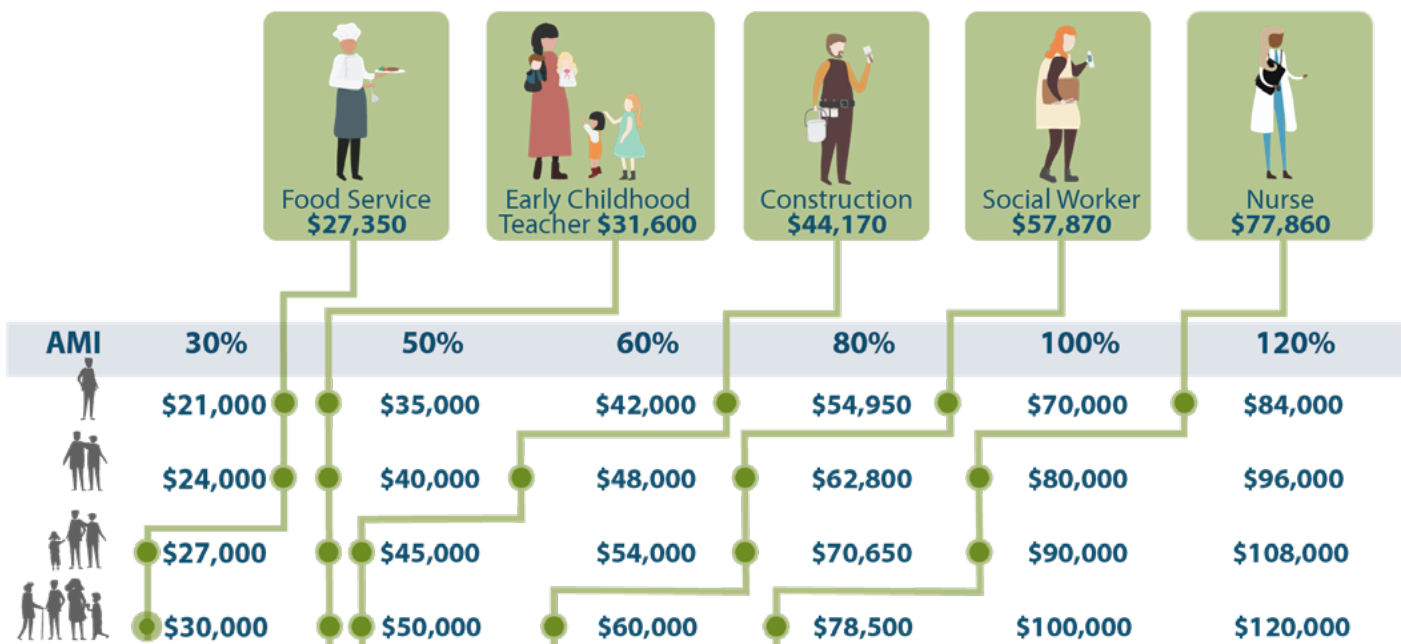 Food Service
$27,350
Early Childhood
Teacher $31,600
Construction
$44,170
Social Worker
$57,870
Nurse
$77,860
AMI 30% 50% 60% 80% 100% 120%
$21,000 $35,000 $42,000 $54,950 $70,000 $84,000
$24,000 $40,000 $48,000 $62,800 $80,000 $96,000
$27,000 $45,000 $54,000 $70,650 $90,000 $108,000
$30,000 $50,000 $60,000 $78,500 $100,000 $120,000